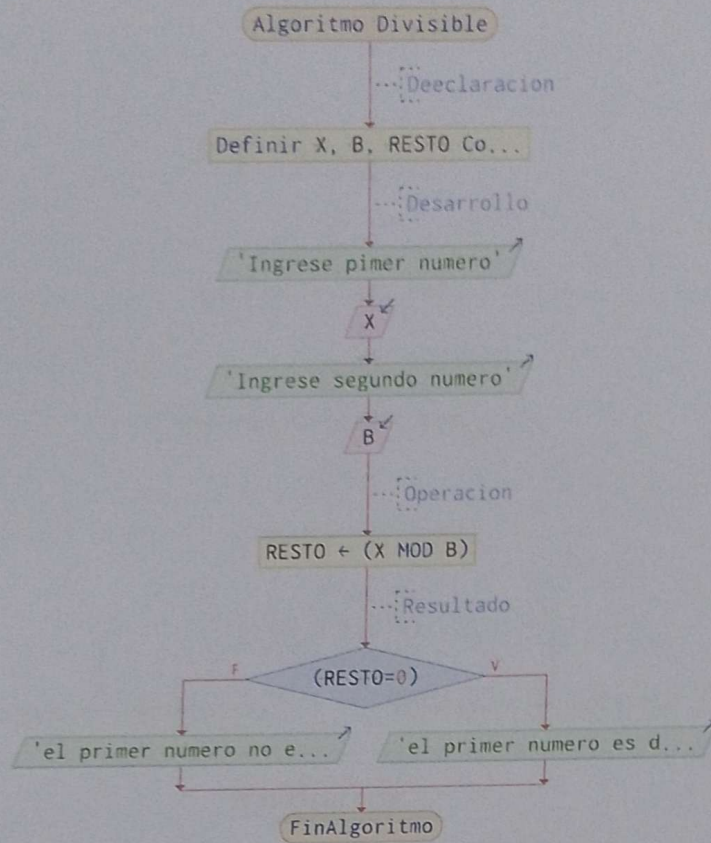 Algoritmo Divisible
Deeclaracion
Definir X, B, RESTO Co...
Desarrollo
'Ingrese pimer numero'
X
'Ingrese segundo numero'
B
Operacion
RESTO ← (X MOD B)
Resultado
F
(RESTO=0)
V
'el primer numero no e...
'el primer numero es d...
FinAlgoritmo